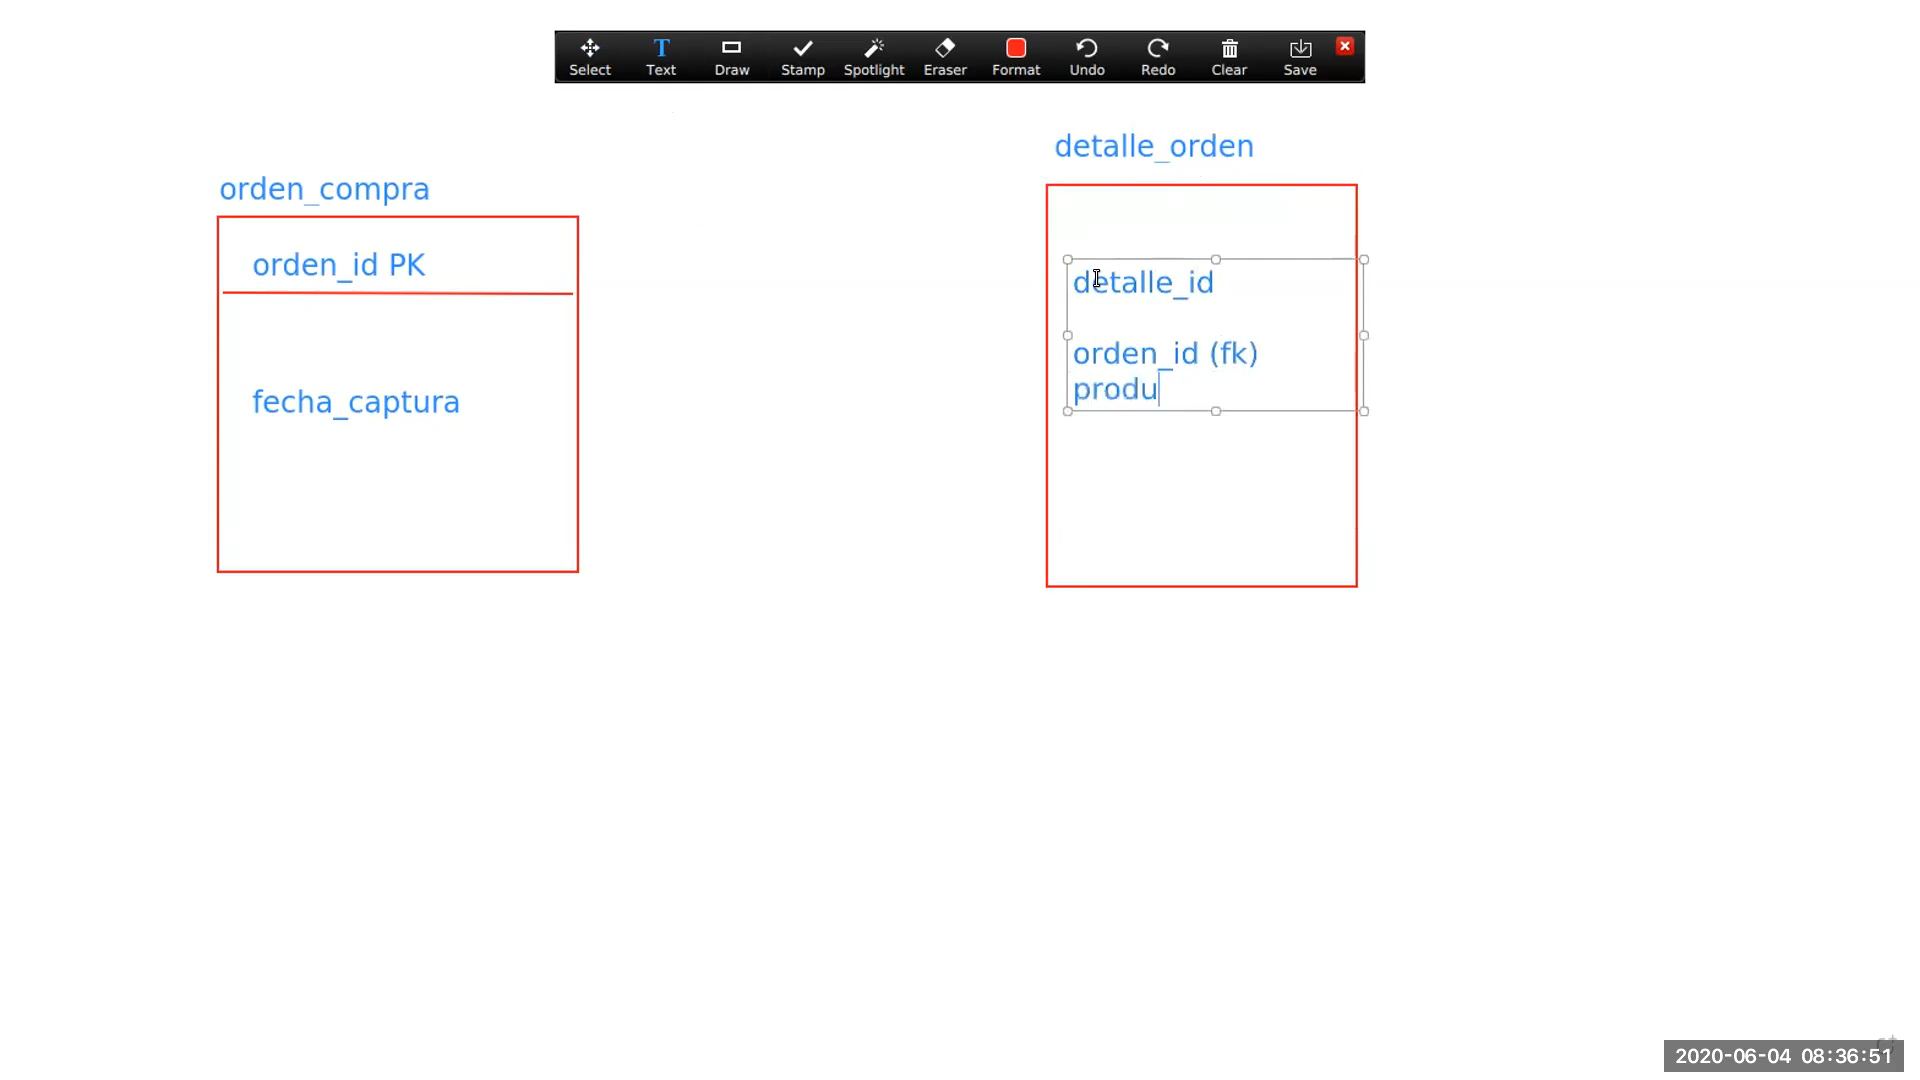 Select Text Draw Stamp Spotlight Eraser Format Undo Redo Clear Save
detalle_orden
orden_compra
orden_id PK
detalle_id
orden_id (fk)
produ
fecha_captura
2020-06-04 08:36:51